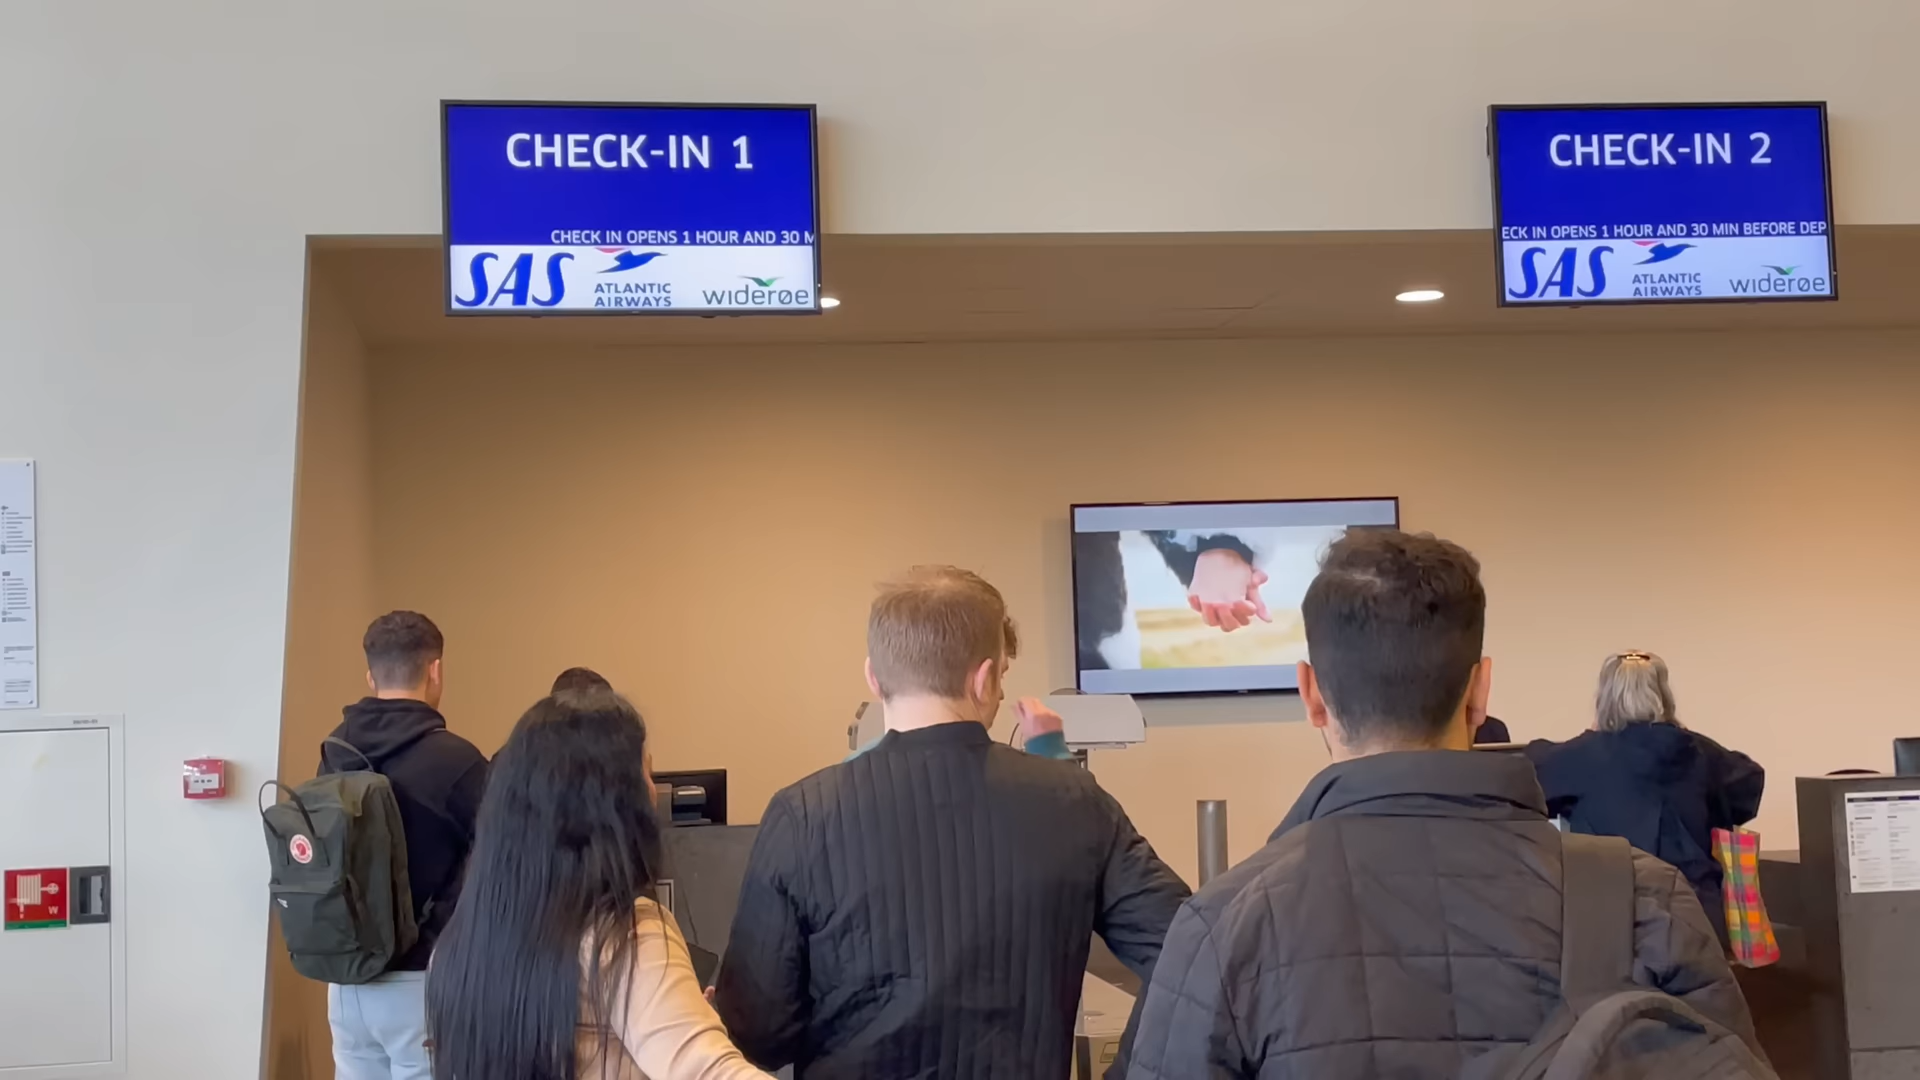 CHECK-IN 1
CHECK IN OPENS 1 HOUR AND 30 M
SAS
ATLANTIC
AIRWAYS
widerøe
CHECK-IN 2
ECK IN OPENS 1 HOUR AND 30 MIN BEFORE DEP
SAS
ATLANTIC
AIRWAYS
widerøe